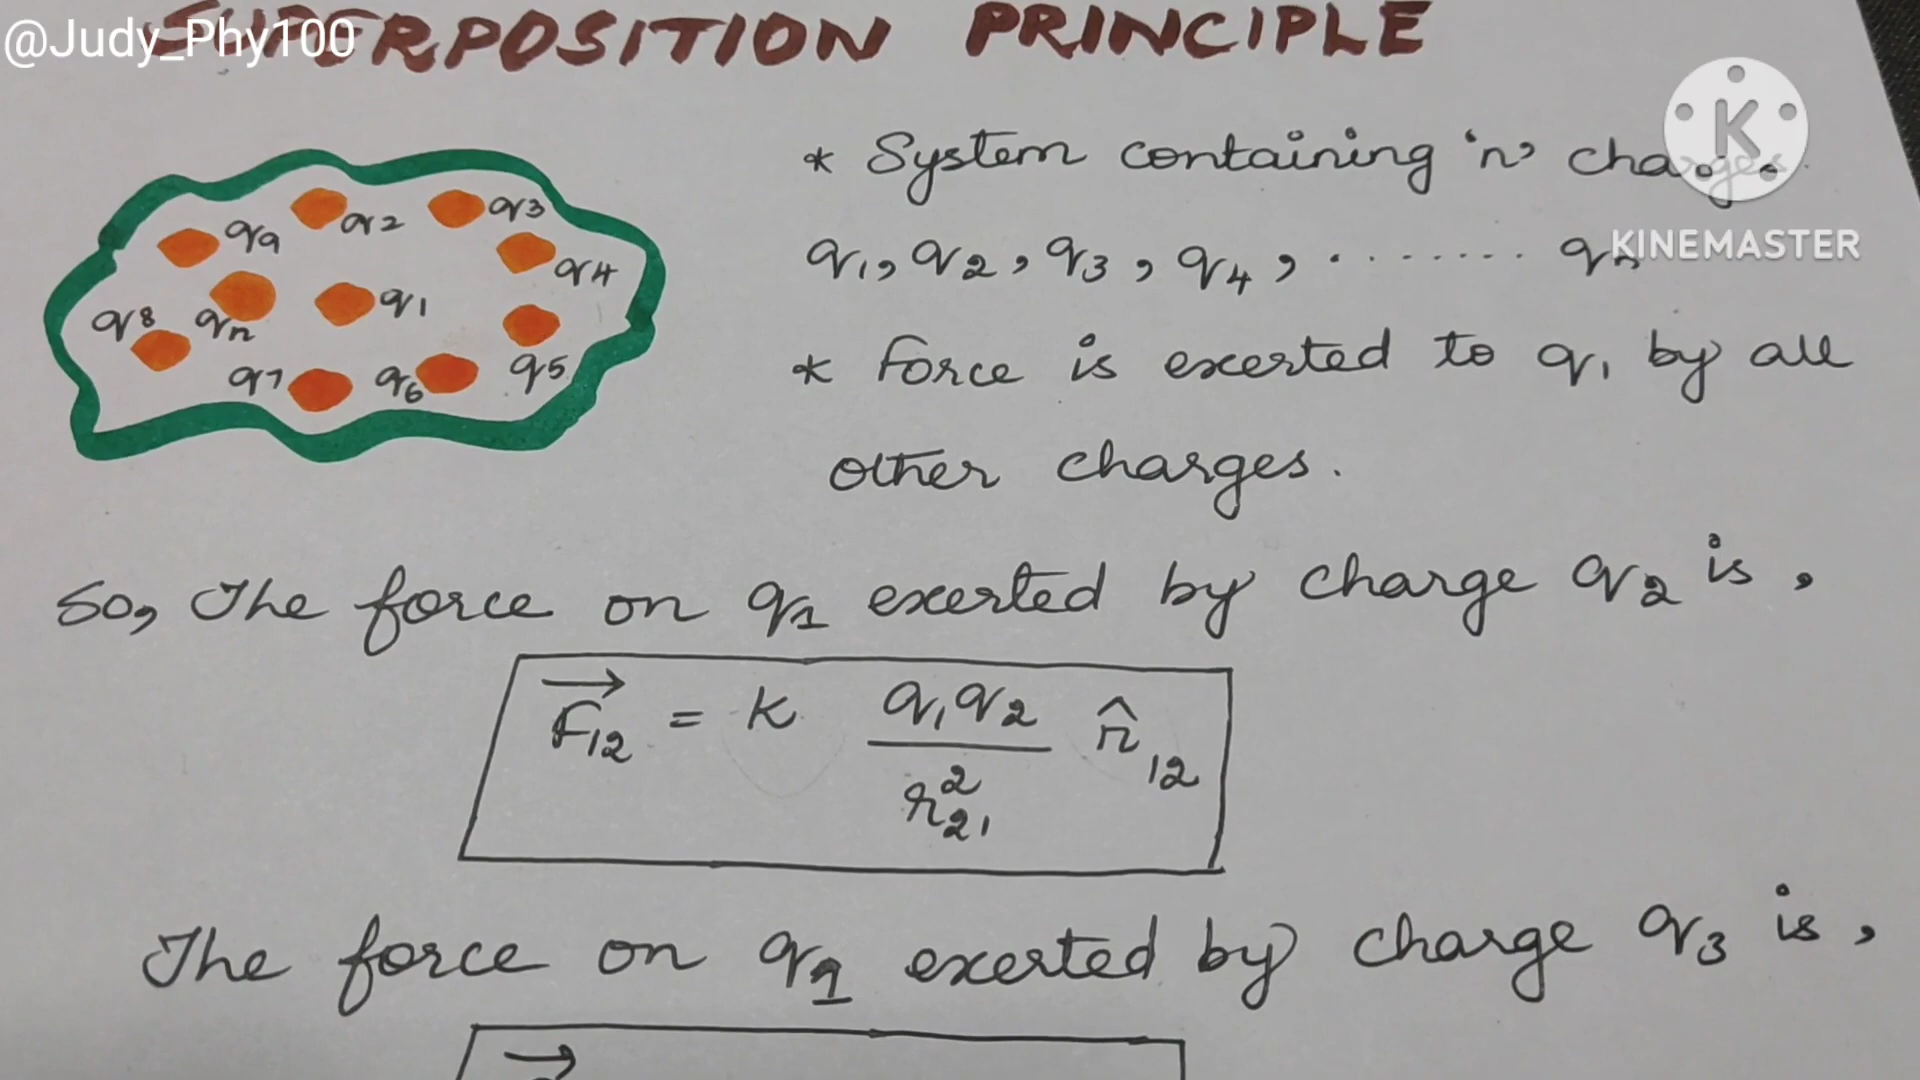 @Judy_Phy100
SUPERPOSITION PRINCIPLE
K
KINEMASTER
q9
q2
q3
q4
q8
qn
q1
q7
q6
q5
* System containing 'n' charges.
q1, q2, q3, q4, ........ qn
* Force is exerted to q1 by all
other charges.
So, The force on q1 exerted by charge q2 is,
F⃗12 = K q1q2 / r²21 r̂12
The force on q1 exerted by charge q3 is,